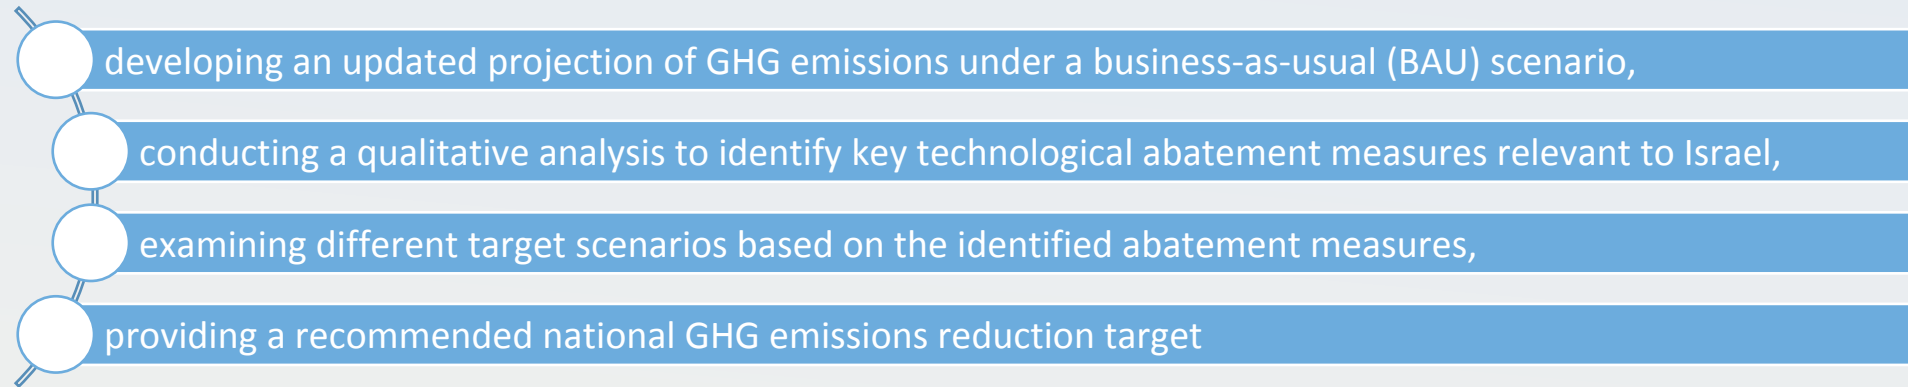 developing an updated projection of GHG emissions under a business-as-usual (BAU) scenario,
conducting a qualitative analysis to identify key technological abatement measures relevant to Israel,
examining different target scenarios based on the identified abatement measures,
providing a recommended national GHG emissions reduction target